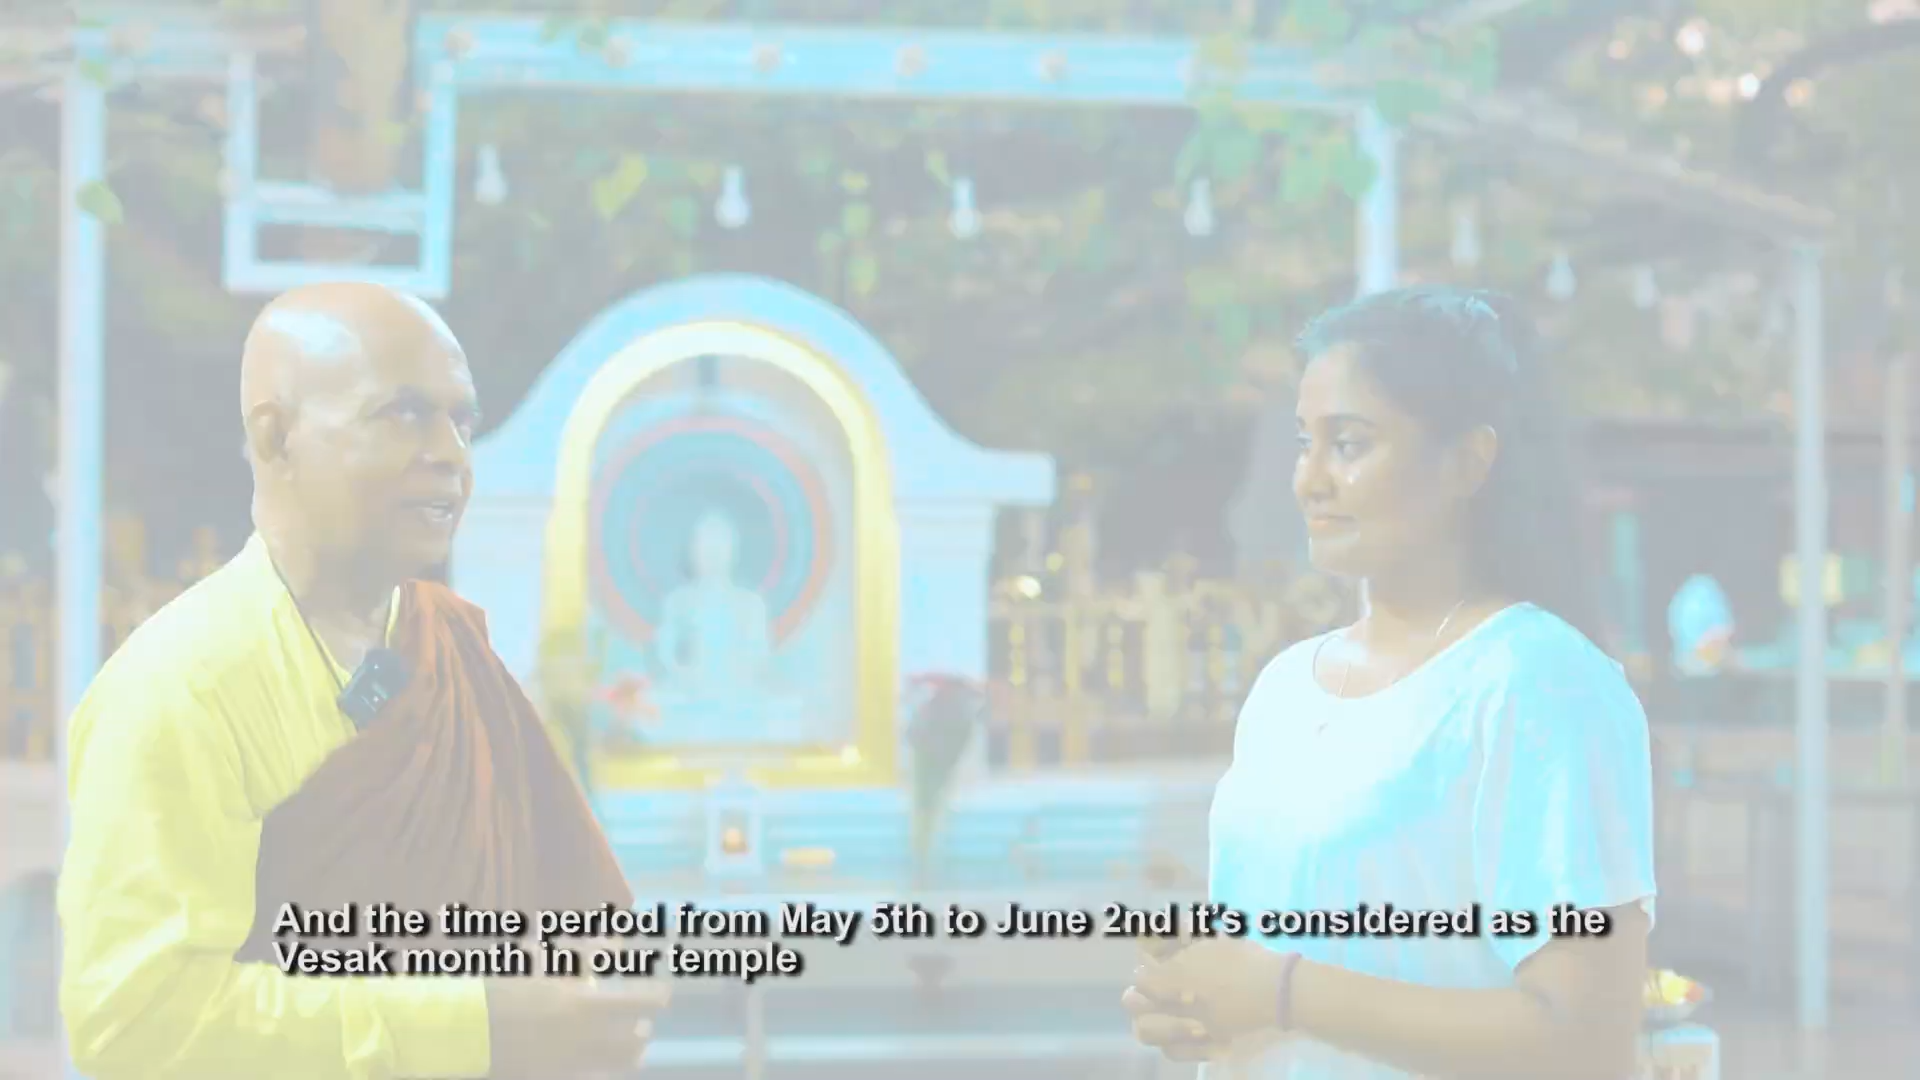 And the time period from May 5th to June 2nd it's considered as the
Vesak month in our temple